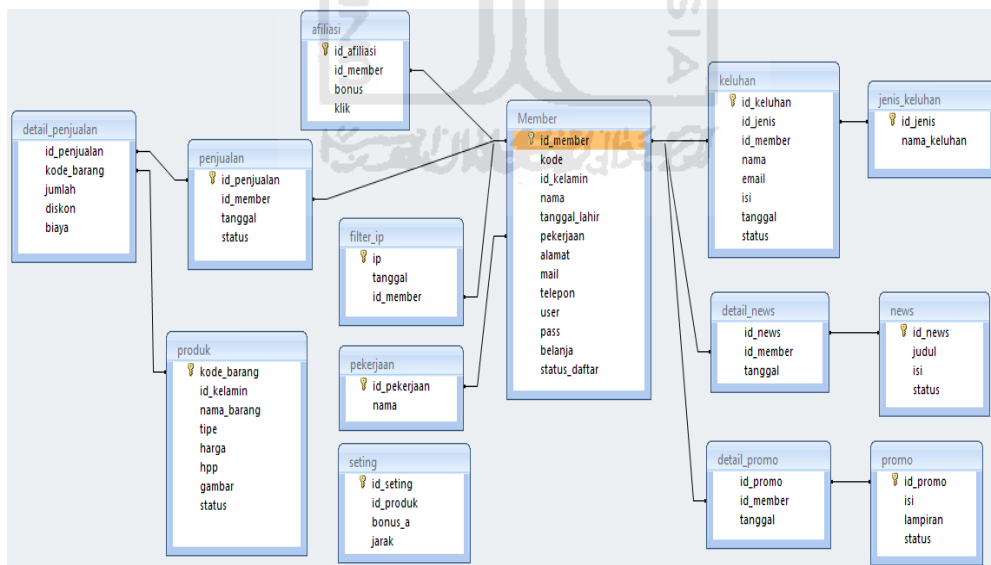 afiliasi
id_afiliasi
id_member
bonus
klik
detail_penjualan
id_penjualan
kode_barang
jumlah
diskon
biaya
penjualan
id_penjualan
id_member
tanggal
status
Member
id_member
kode
id_kelamin
nama
tanggal_lahir
pekerjaan
alamat
mail
telepon
user
pass
belanja
status_daftar
keluhan
id_keluhan
id_jenis
id_member
nama
email
isi
tanggal
status
jenis_keluhan
id_jenis
nama_keluhan
filter_ip
ip
tanggal
id_member
produk
kode_barang
id_kelamin
nama_barang
tipe
harga
hpp
gambar
status
pekerjaan
id_pekerjaan
nama
seting
id_seting
id_produk
bonus_a
jarak
detail_news
id_news
id_member
tanggal
news
id_news
judul
isi
status
detail_promo
id_promo
id_member
tanggal
promo
id_promo
isi
lampiran
status